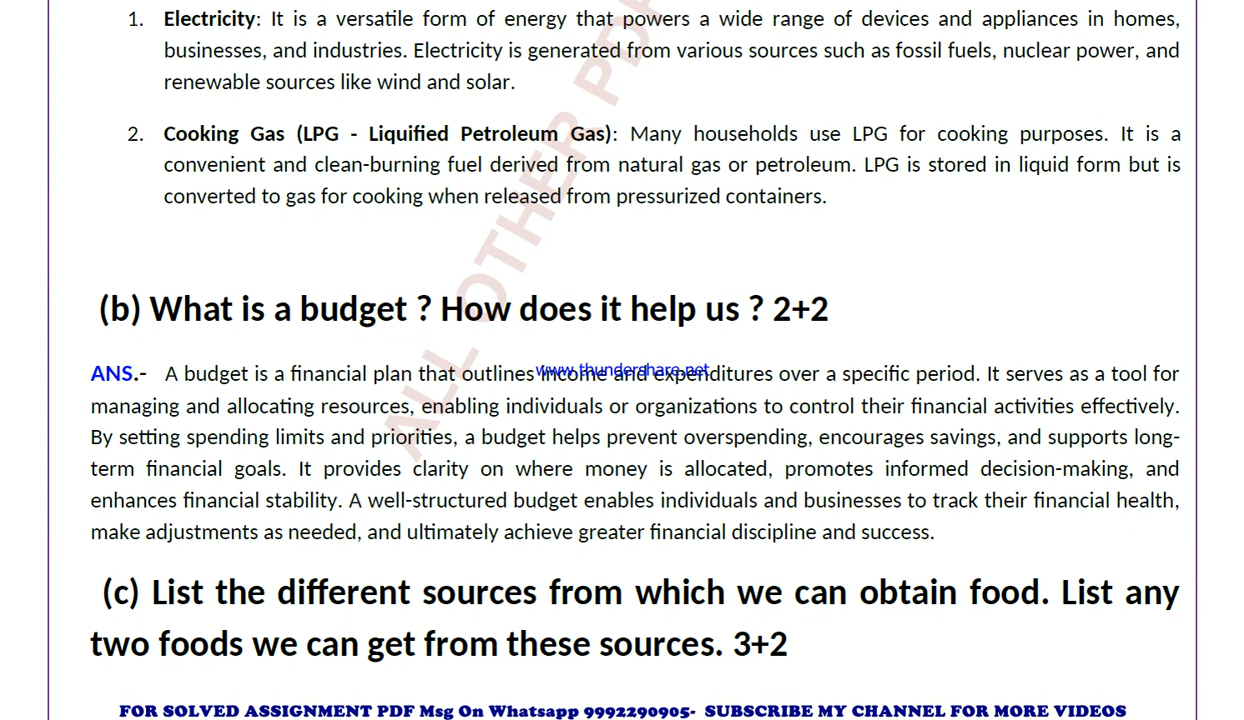 1. Electricity: It is a versatile form of energy that powers a wide range of devices and appliances in homes,
businesses, and industries. Electricity is generated from various sources such as fossil fuels, nuclear power, and
renewable sources like wind and solar.
2. Cooking Gas (LPG - Liquified Petroleum Gas): Many households use LPG for cooking purposes. It is a
convenient and clean-burning fuel derived from natural gas or petroleum. LPG is stored in liquid form but is
converted to gas for cooking when released from pressurized containers.
ALL OTHER PDF
(b) What is a budget ? How does it help us ? 2+2
ANS.- A budget is a financial plan that outlines income and expenditures over a specific period. It serves as a tool for
www.thundershare.net
managing and allocating resources, enabling individuals or organizations to control their financial activities effectively.
By setting spending limits and priorities, a budget helps prevent overspending, encourages savings, and supports long-
term financial goals. It provides clarity on where money is allocated, promotes informed decision-making, and
enhances financial stability. A well-structured budget enables individuals and businesses to track their financial health,
make adjustments as needed, and ultimately achieve greater financial discipline and success.
(c) List the different sources from which we can obtain food. List any
two foods we can get from these sources. 3+2
FOR SOLVED ASSIGNMENT PDF Msg On Whatsapp 9992290905- SUBSCRIBE MY CHANNEL FOR MORE VIDEOS